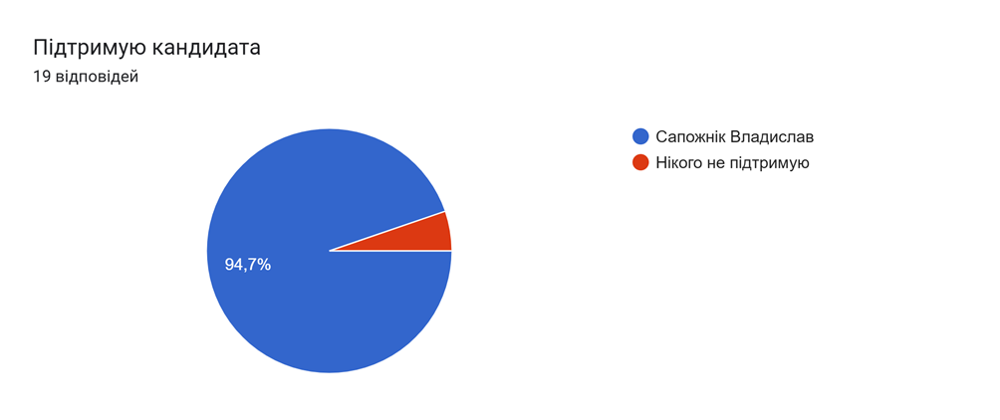 Підтримую кандидата
19 відповідей
Сапожнік Владислав
Нікого не підтримую
94,7%